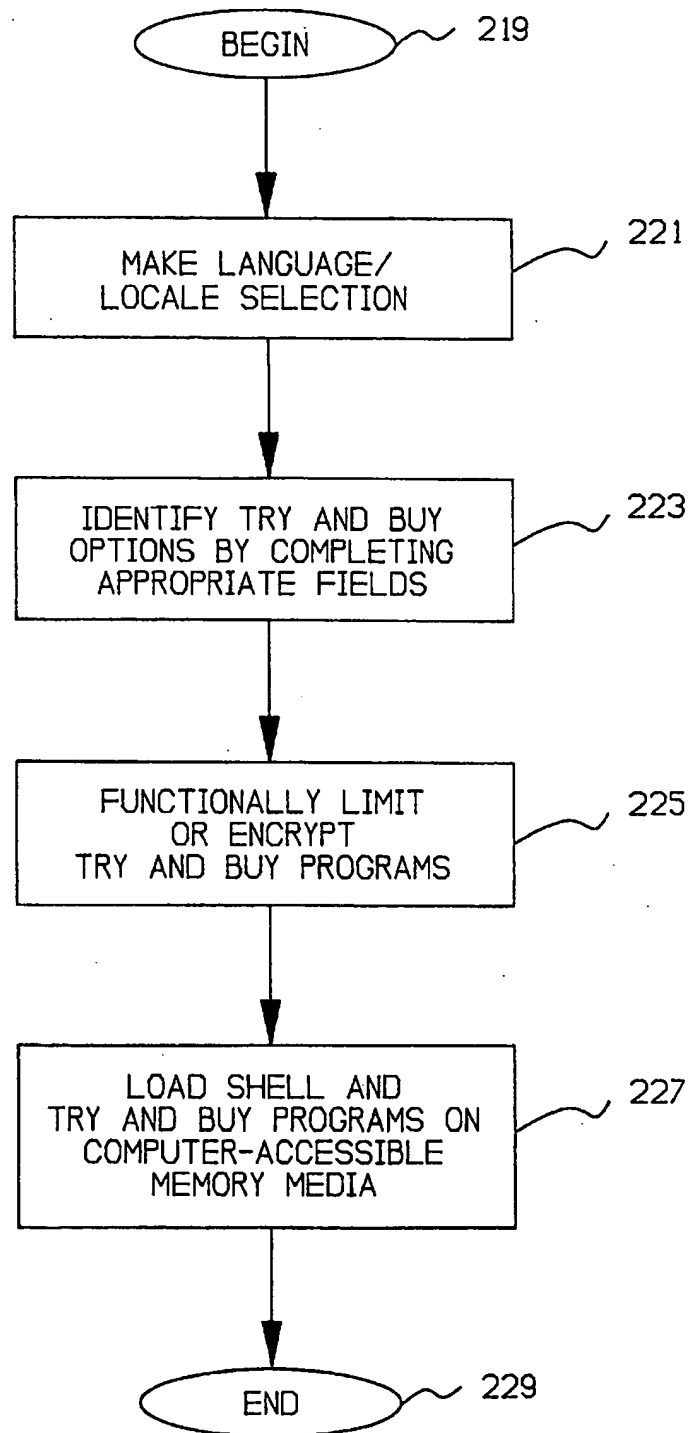 BEGIN
219
MAKE LANGUAGE/
LOCALE SELECTION
221
IDENTIFY TRY AND BUY
OPTIONS BY COMPLETING
APPROPRIATE FIELDS
223
FUNCTIONALLY LIMIT
OR ENCRYPT
TRY AND BUY PROGRAMS
225
LOAD SHELL AND
TRY AND BUY PROGRAMS ON
COMPUTER-ACCESSIBLE
MEMORY MEDIA
227
END
229